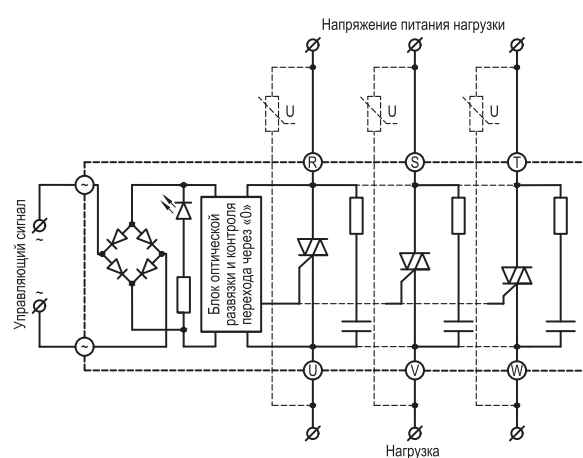 Напряжение питания нагрузки
U U U
R S T
~
Управляющий сигнал
~
~
~
Блок оптической
развязки и контроля
перехода через «0»
U V W
Нагрузка